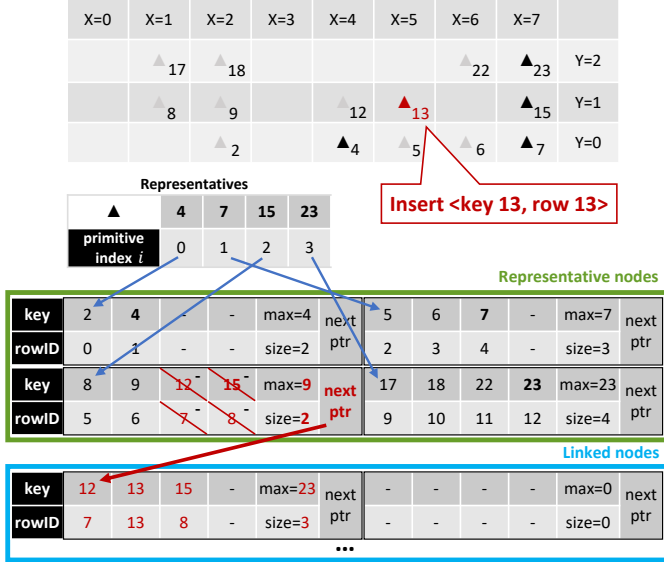 X=0 X=1 X=2 X=3 X=4 X=5 X=6 X=7
17 18 22 23 Y=2
8 9 12 13 15 Y=1
2 4 5 6 7 Y=0
Insert <key 13, row 13>
Representatives
▲ 4 7 15 23
primitive index i 0 1 2 3
Representative nodes
key 2 4 - - max=4 next ptr 5 6 7 - max=7 next ptr
rowID 0 1 - - size=2 2 3 4 - size=3
key 8 9 12 - 15 - max=9 next ptr 17 18 22 23 max=23 next ptr
rowID 5 6 7 - 8 - size=2 9 10 11 12 size=4
Linked nodes
key 12 13 15 - max=23 next ptr - - - - max=0 next ptr
rowID 7 13 8 - size=3 - - - - size=0
...